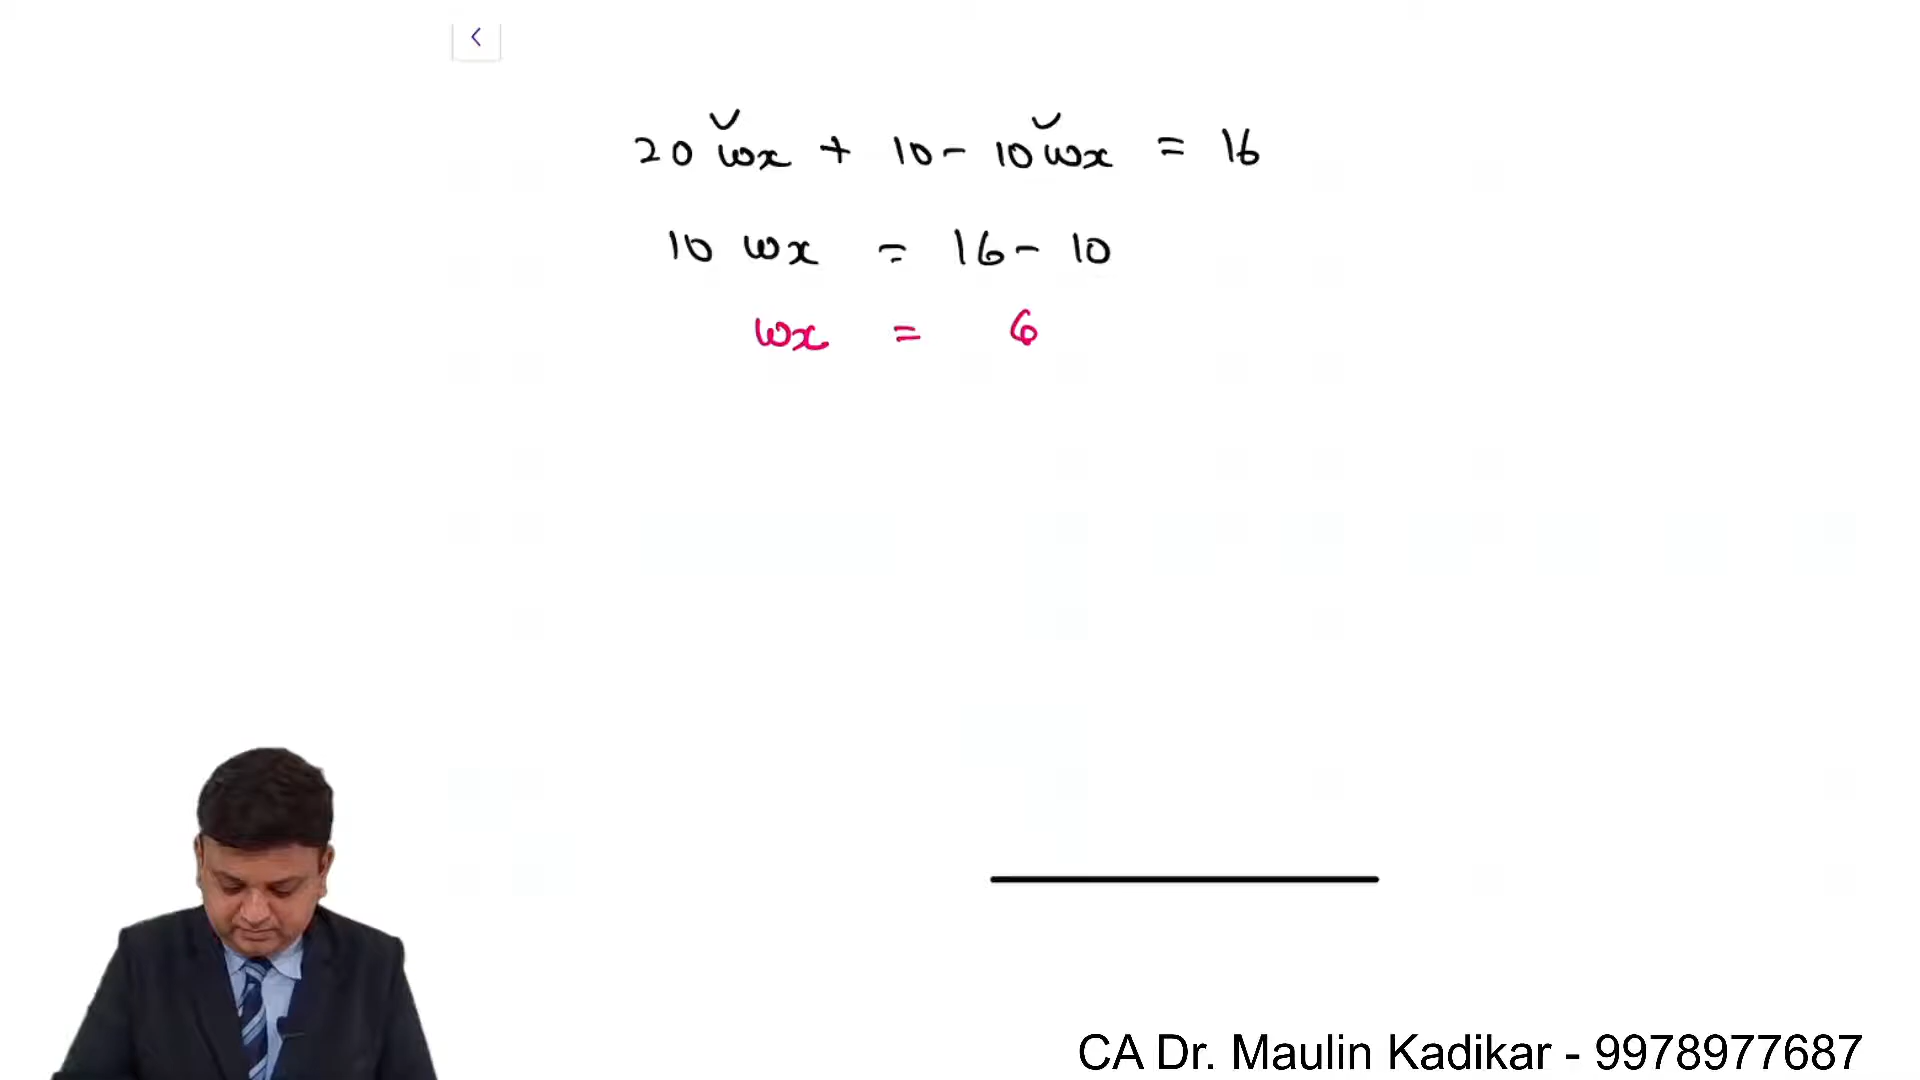 20 wx + 10 - 10 wx = 16
10 wx = 16 - 10
wx = 6
CA Dr. Maulin Kadikar - 9978977687